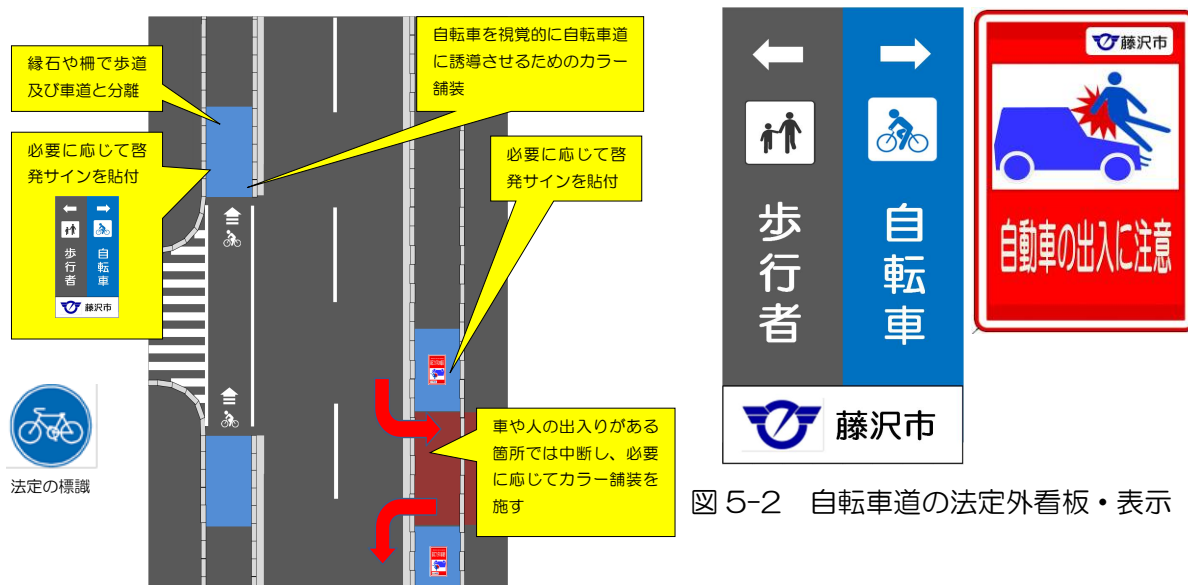 縁石や柵で歩道
及び車道と分離
必要に応じて啓
発サインを貼付
歩行者
自転車
藤沢市
法定の標識
自転車を視覚的に自転車道
に誘導させるためのカラー
舗装
必要に応じて啓
発サインを貼付
車や人の出入りがある
箇所では中断し、必要
に応じてカラー舗装を
施す
歩行者
自転車
藤沢市
藤沢市
自動車の出入に注意
図 5-2 自転車道の法定外看板・表示